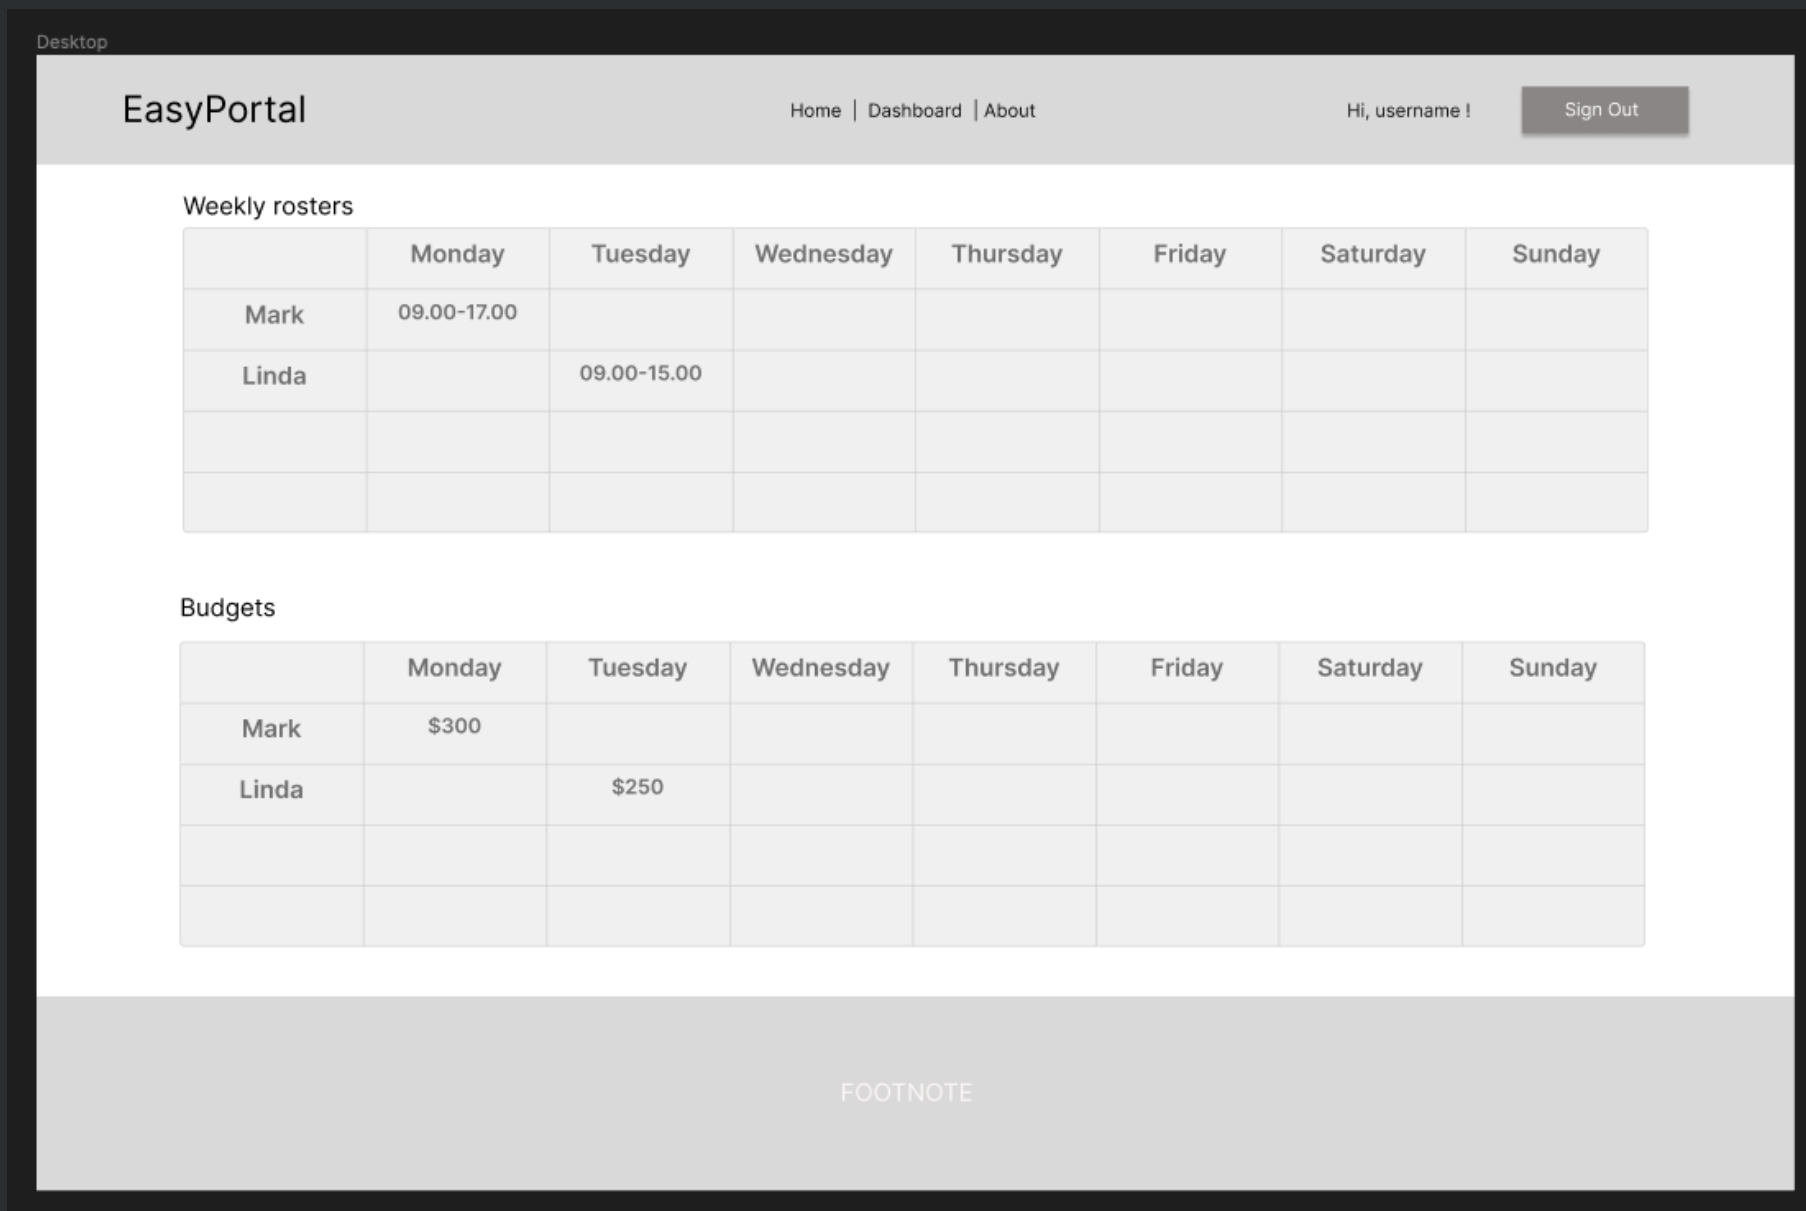 Desktop
EasyPortal
Home | Dashboard | About
Hi, username !
Sign Out
Weekly rosters
Monday Tuesday Wednesday Thursday Friday Saturday Sunday
Mark 09.00-17.00
Linda 09.00-15.00
Budgets
Monday Tuesday Wednesday Thursday Friday Saturday Sunday
Mark $300
Linda $250
FOOTNOTE